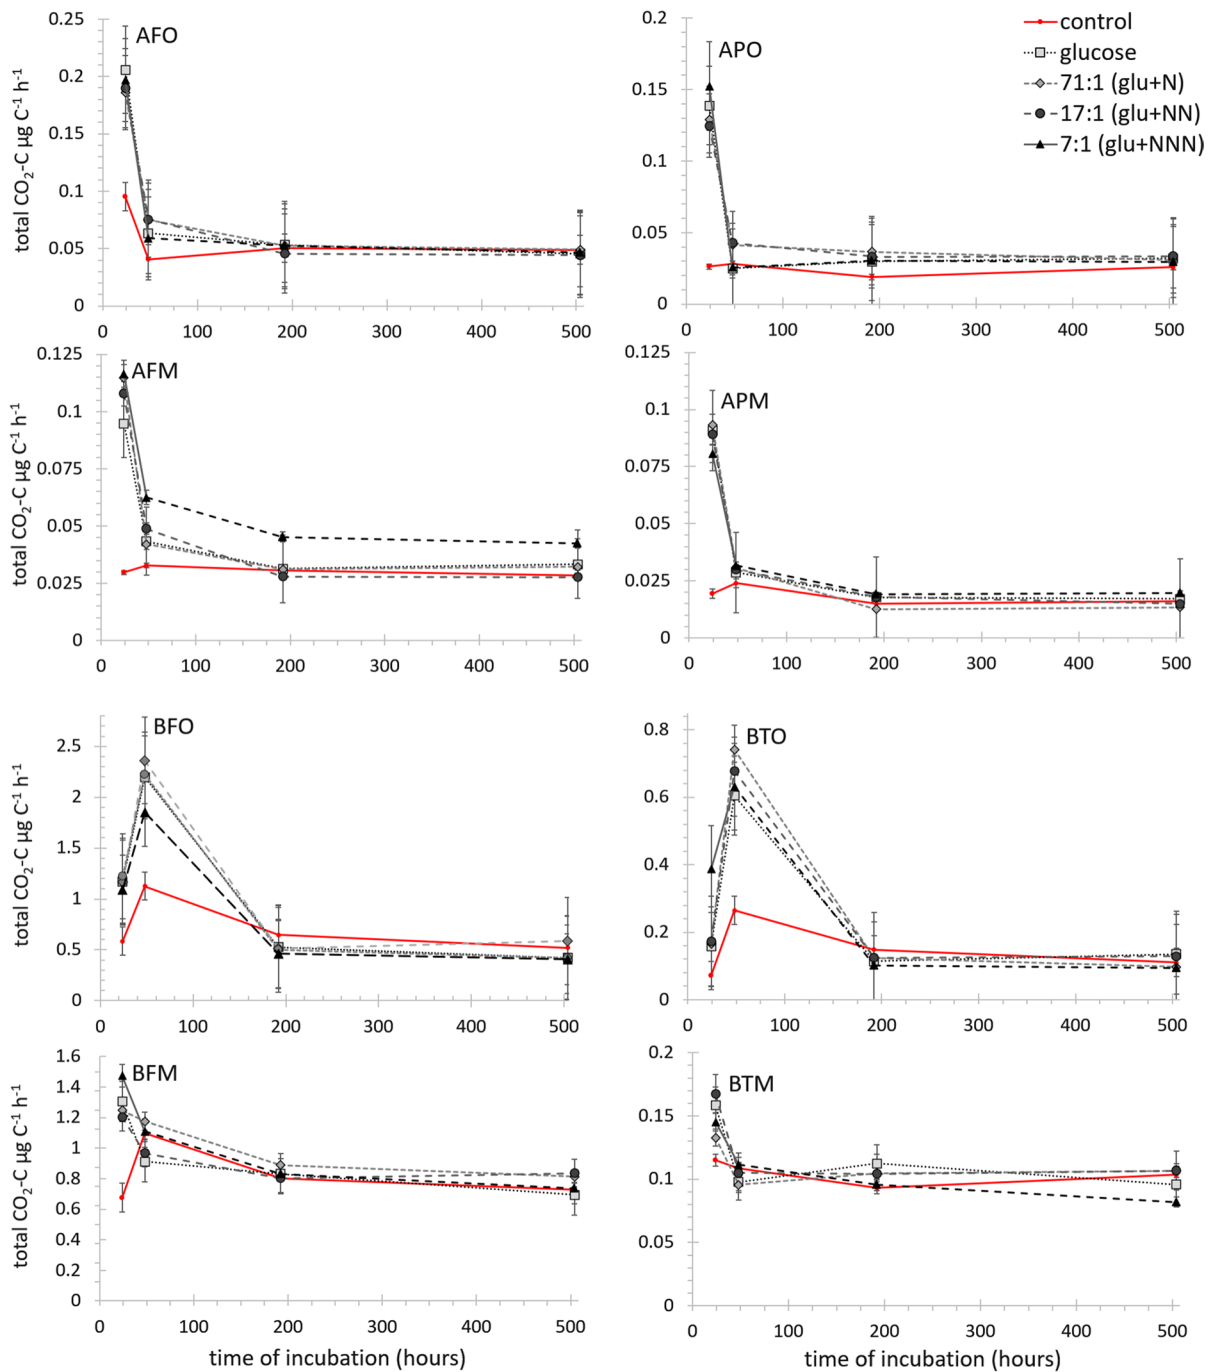 AFO
0.25
0.2
0.15
0.1
0.05
0
0 100 200 300 400 500
total CO₂-C µg C⁻¹ h⁻¹
APO
0.2
0.15
0.1
0.05
0
0 100 200 300 400 500
control
glucose
71:1 (glu+N)
17:1 (glu+NN)
7:1 (glu+NNN)
AFM
0.125
0.1
0.075
0.05
0.025
0
0 100 200 300 400 500
total CO₂-C µg C⁻¹ h⁻¹
APM
0.125
0.1
0.075
0.05
0.025
0
0 100 200 300 400 500
BFO
2.5
2
1.5
1
0.5
0
0 100 200 300 400 500
total CO₂-C µg C⁻¹ h⁻¹
BTO
0.8
0.6
0.4
0.2
0
0 100 200 300 400 500
BFM
1.6
1.4
1.2
1
0.8
0.6
0.4
0.2
0
0 100 200 300 400 500
total CO₂-C µg C⁻¹ h⁻¹
time of incubation (hours)
BTM
0.2
0.15
0.1
0.05
0
0 100 200 300 400 500
time of incubation (hours)